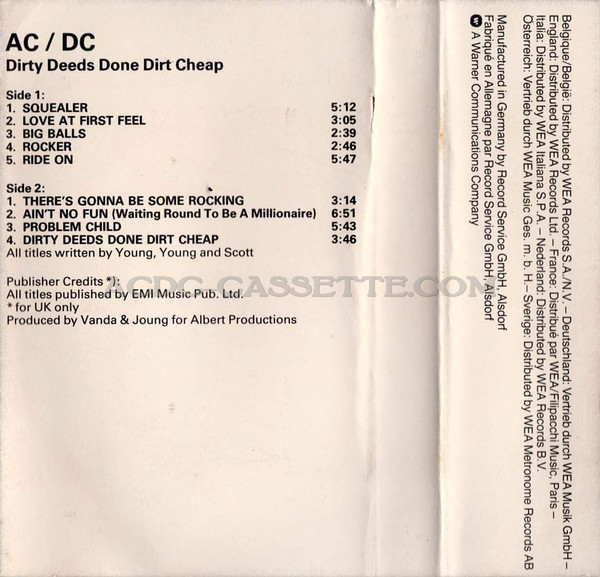 AC / DC
Dirty Deeds Done Dirt Cheap
Side 1:
1. SQUEALER 5:12
2. LOVE AT FIRST FEEL 3:05
3. BIG BALLS 2:39
4. ROCKER 2:46
5. RIDE ON 5:47
Side 2:
1. THERE'S GONNA BE SOME ROCKING 3:14
2. AIN'T NO FUN (Waiting Round To Be A Millionaire) 6:51
3. PROBLEM CHILD 5:43
4. DIRTY DEEDS DONE DIRT CHEAP 3:46
All titles written by Young, Young and Scott
Publisher Credits *):
All titles published by EMI Music Pub. Ltd.
* for UK only
Produced by Vanda & Joung for Albert Productions
ACDC-CASSETTE.COM
Belgique/België: Distributed by WEA Records S.A./N.V. – Deutschland: Vertrieb durch WEA Musik GmbH –
England: Distributed by WEA Records Ltd. – France: Distribué par WEA/Filipacchi Music, Paris –
Italia: Distributed by WEA Italiana S.P.A. – Nederland: Distributed by WEA Records B.V.
Österreich: Vertrieb durch WEA Music Ges. m. b. H. – Sverige: Distributed by WEA Metronome Records AB
Manufactured in Germany by Record Service GmbH, Alsdorf
Fabriqué en Allemagne par Record Service GmbH, Alsdorf
A Warner Communications Company